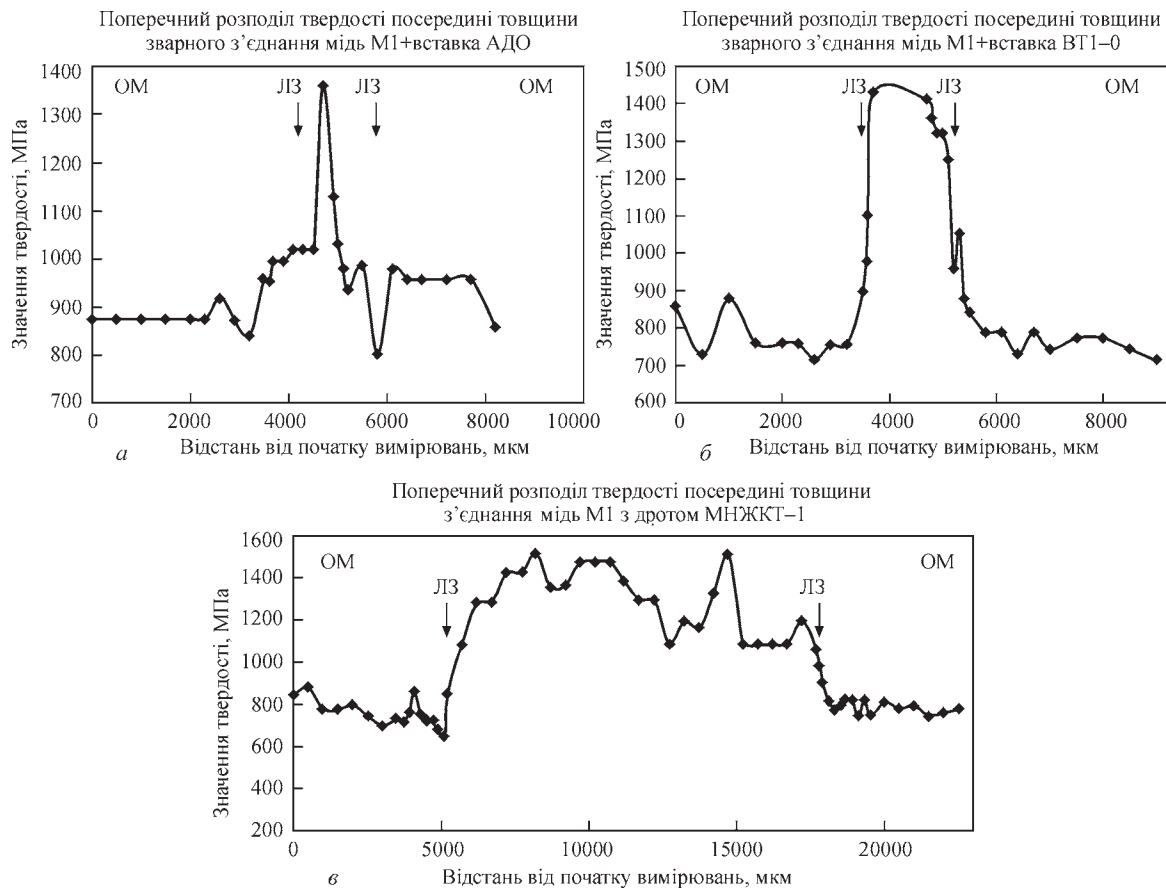 Поперечний розподіл твердості посередині товщини
зварного з’єднання мідь М1+вставка АДО
Значення твердості, МПа
1400
1300
1200
1100
1000
900
800
700
ОМ
ЛЗ
ЛЗ
ОМ
0
2000
4000
6000
8000
10000
Відстань від початку вимірювань, мкм
а
Поперечний розподіл твердості посередині товщини
зварного з’єднання мідь М1+вставка ВТ1–0
Значення твердості, МПа
1500
1400
1300
1200
1100
1000
900
800
700
600
ОМ
ЛЗ
ЛЗ
ОМ
0
2000
4000
6000
8000
Відстань від початку вимірювань, мкм
б
Поперечний розподіл твердості посередині товщини
з’єднання мідь М1 з дротом МНЖКТ–1
Значення твердості, МПа
1600
1400
1200
1000
800
600
400
200
ОМ
ЛЗ
ЛЗ
ОМ
0
5000
10000
15000
20000
Відстань від початку вимірювань, мкм
в